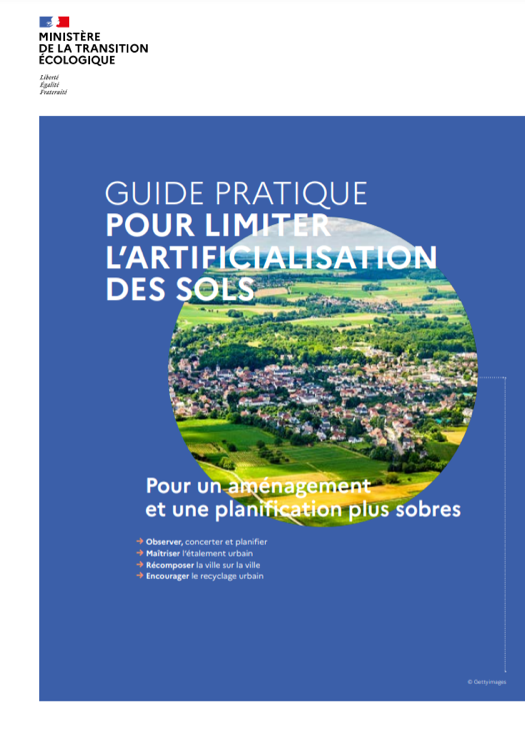 MINISTÈRE
DE LA TRANSITION
ÉCOLOGIQUE
Liberté
Égalité
Fraternité
GUIDE PRATIQUE
POUR LIMITER
L'ARTIFICIALISATION
DES SOLS
Pour un aménagement
et une planification plus sobres
→ Observer, concerter et planifier
→ Maîtriser l'étalement urbain
→ Récomposer la ville sur la ville
→ Encourager le recyclage urbain
© Gettyimages